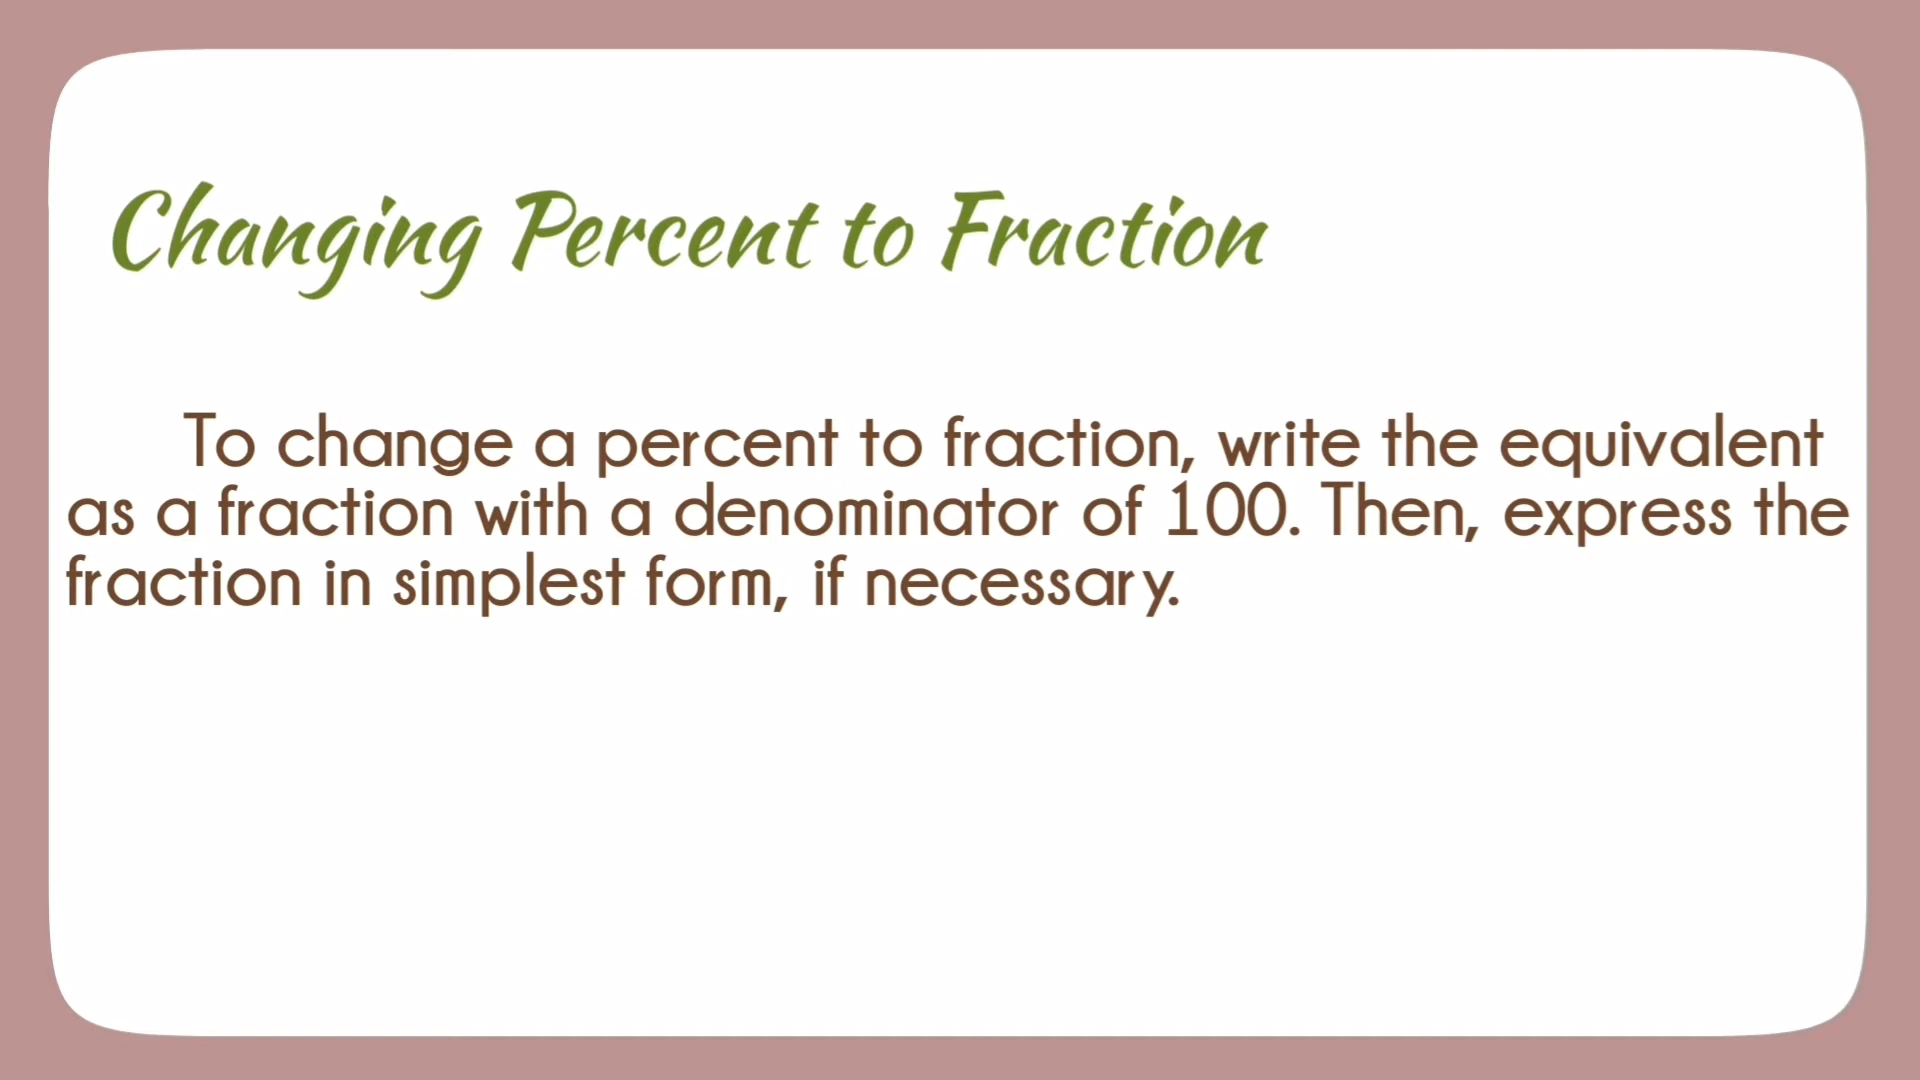 Changing Percent to Fraction
To change a percent to fraction, write the equivalent
as a fraction with a denominator of 100. Then, express the
fraction in simplest form, if necessary.